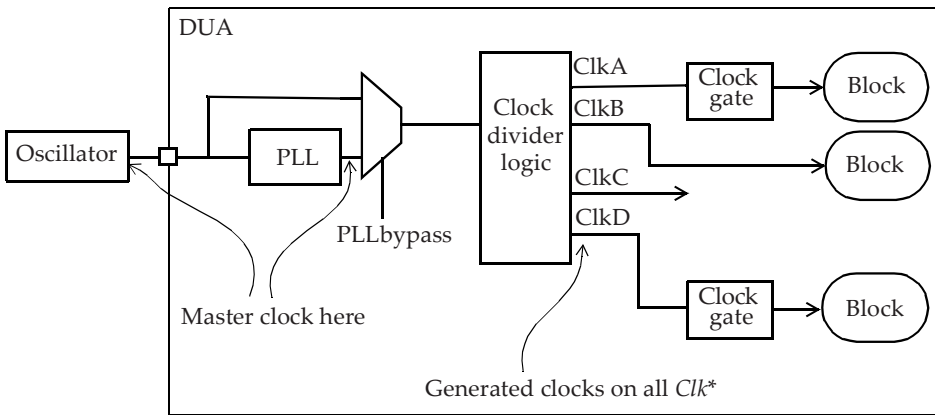 DUA
ClkA
Clock
gate
Block
ClkB
Clock
divider
logic
Oscillator
PLL
Block
ClkC
ClkD
PLLbypass
Clock
gate
Block
Master clock here
Generated clocks on all Clk*